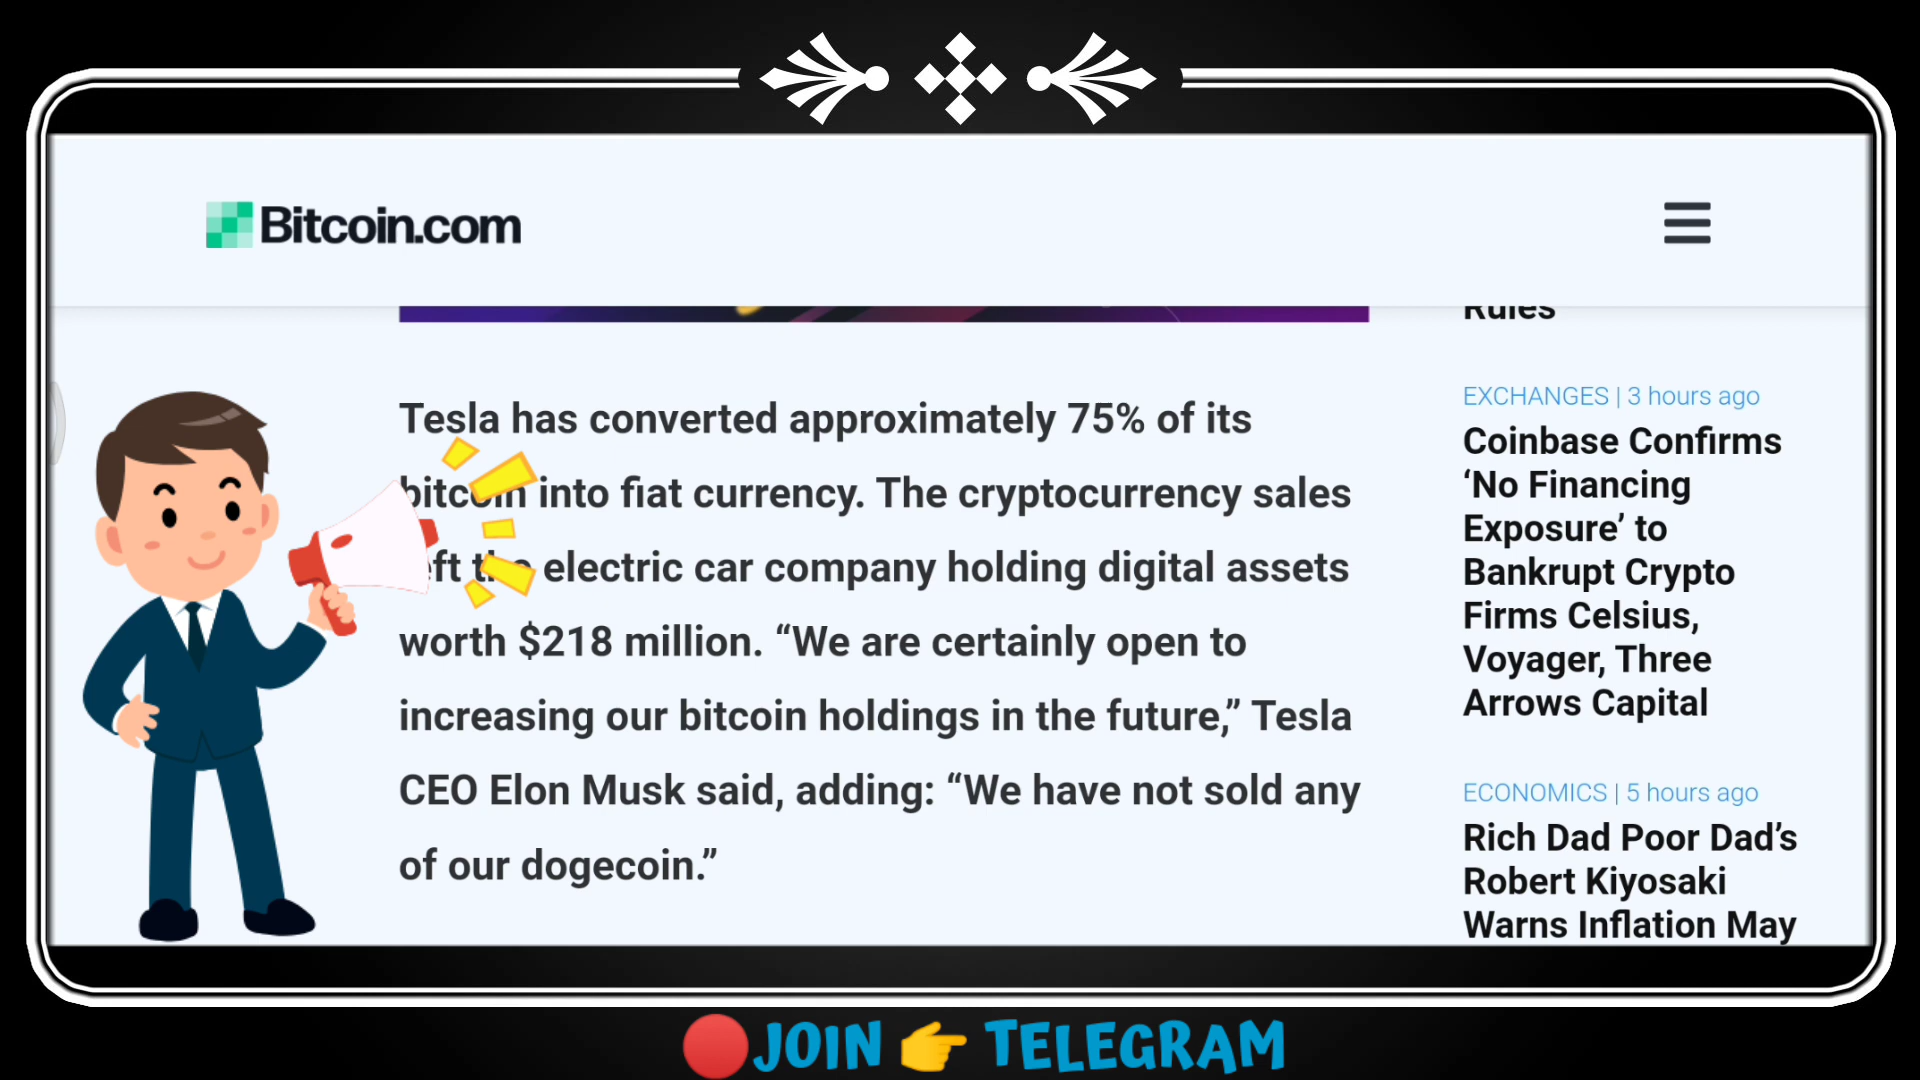 Bitcoin.com
Rules
Tesla has converted approximately 75% of its
bitcoin into fiat currency. The cryptocurrency sales
left the electric car company holding digital assets
worth $218 million. “We are certainly open to
increasing our bitcoin holdings in the future,” Tesla
CEO Elon Musk said, adding: “We have not sold any
of our dogecoin.”
EXCHANGES | 3 hours ago
Coinbase Confirms
‘No Financing
Exposure’ to
Bankrupt Crypto
Firms Celsius,
Voyager, Three
Arrows Capital
ECONOMICS | 5 hours ago
Rich Dad Poor Dad’s
Robert Kiyosaki
Warns Inflation May
JOIN TELEGRAM